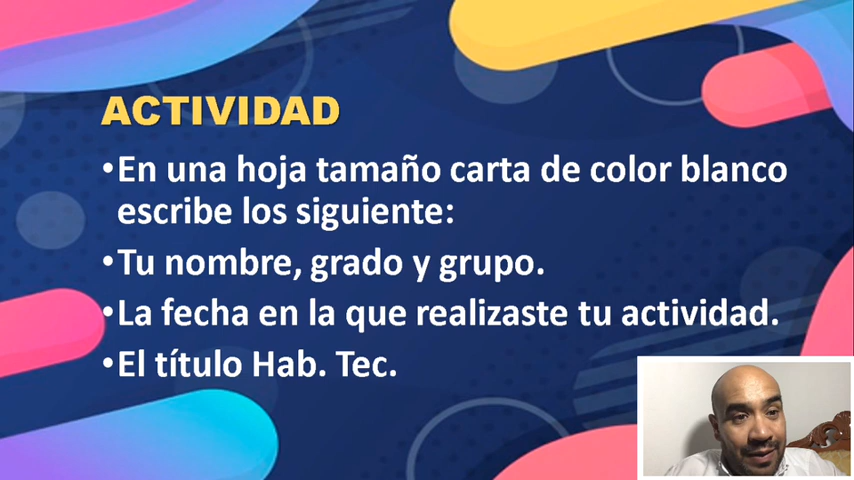 ACTIVIDAD
•En una hoja tamaño carta de color blanco
escribe los siguiente:
•Tu nombre, grado y grupo.
•La fecha en la que realizaste tu actividad.
•El título Hab. Tec.